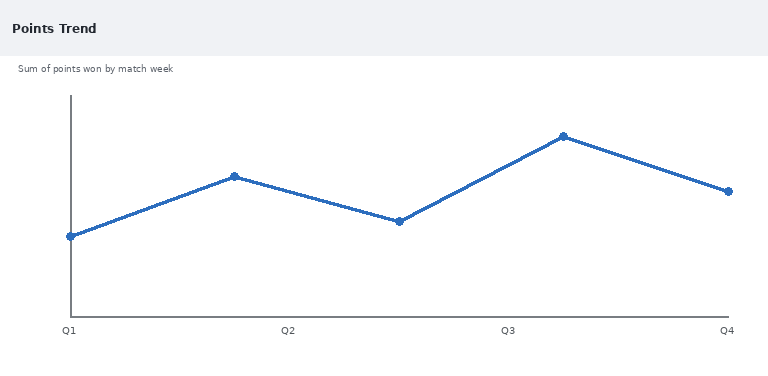 Points Trend
Sum of points won by match week
Q1 Q2 Q3 Q4